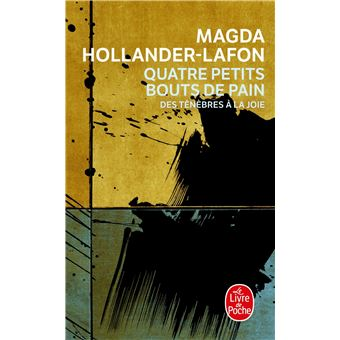 MAGDA
HOLLANDER-LAFON
QUATRE PETITS
BOUTS DE PAIN
DES TÉNÈBRES À LA JOIE
Le
Livre
de
Poche